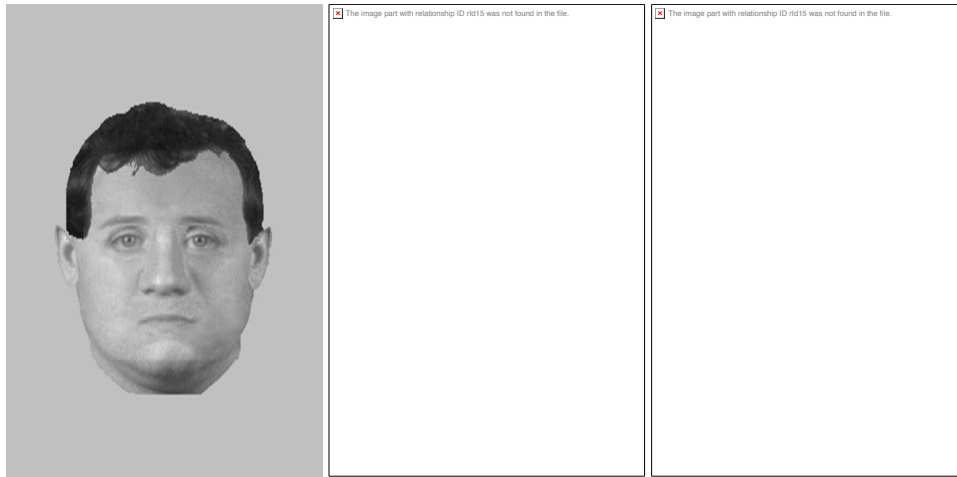 The image part with relationship ID rId15 was not found in the file.
The image part with relationship ID rId15 was not found in the file.